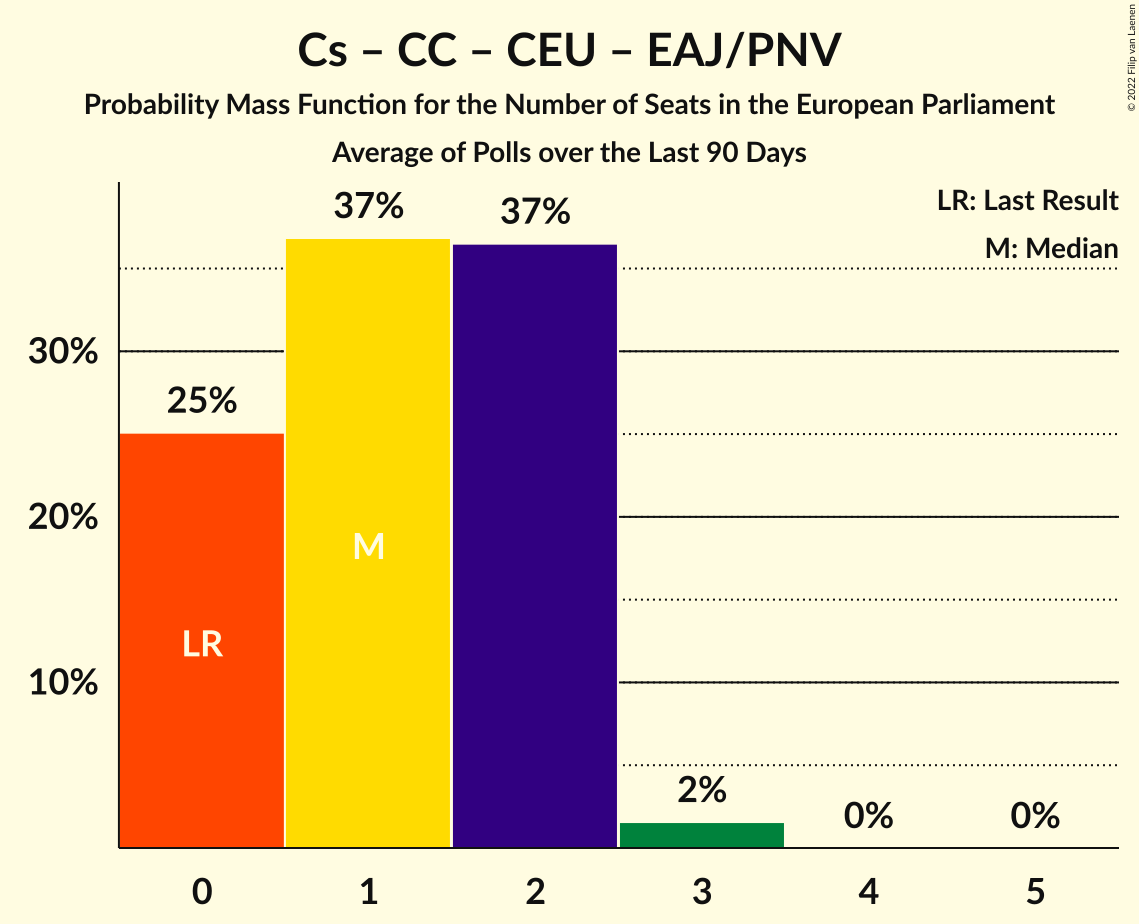 Cs – CC – CEU – EAJ/PNV
Probability Mass Function for the Number of Seats in the European Parliament
Average of Polls over the Last 90 Days
© 2022 Filip van Laenen
LR: Last Result
M: Median
37%
37%
30%
25%
20%
M
LR
10%
2%
0%
0%
0
1
2
3
4
5